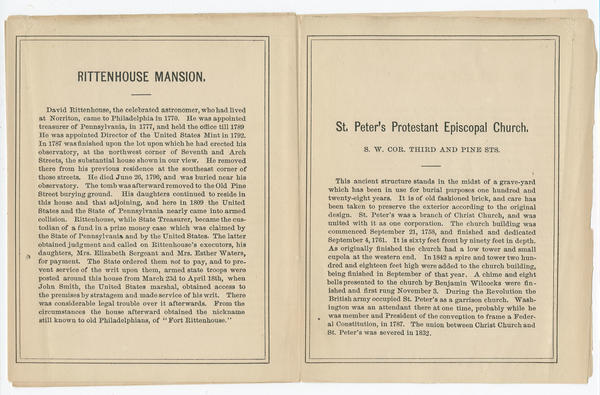 RITTENHOUSE MANSION.
David Rittenhouse, the celebrated astronomer, who had lived
at Norriton, came to Philadelphia in 1770. He was appointed
treasurer of Pennsylvania, in 1777, and held the office till 1789
He was appointed Director of the United States Mint in 1792.
In 1787 was finished upon the lot upon which he had erected his
observatory, at the northwest corner of Seventh and Arch
Streets, the substantial house shown in our view. He removed
there from his previous residence at the southeast corner of
those streets. He died June 26, 1796, and was buried near his
observatory. The tomb was afterward removed to the Old Pine
Street burying ground. His daughters continued to reside in
this house and that adjoining, and here in 1809 the United
States and the State of Pennsylvania nearly came into armed
collision. Rittenhouse, while State Treasurer, became the cus-
todian of a fund in a prize money case which was claimed by
the State of Pennsylvania and by the United States. The latter
obtained judgment and called on Rittenhouse's executors, his
daughters, Mrs. Elizabeth Sergeant and Mrs. Esther Waters,
for payment. The State ordered them not to pay, and to pre-
vent service of the writ upon them, armed state troops were
posted around this house from March 23d to April 18th, when
John Smith, the United States marshal, obtained access to
the premises by stratagem and made service of his writ. There
was considerable legal trouble over it afterwards. From the
circumstances the house afterward obtained the nickname
still known to old Philadelphians, of "Fort Rittenhouse."
St. Peter's Protestant Episcopal Church.
S. W. COR. THIRD AND PINE STS.
This ancient structure stands in the midst of a grave-yard
which has been in use for burial purposes one hundred and
twenty-eight years. It is of old fashioned brick, and care has
been taken to preserve the exterior according to the original
design. St. Peter's was a branch of Christ Church, and was
united with it as one corporation. The church building was
commenced September 21, 1758, and finished and dedicated
September 4, 1761. It is sixty feet front by ninety feet in depth.
As originally finished the church had a low tower and small
cupola at the western end. In 1842 a spire and tower two hun-
dred and eighteen feet high were added to the church building,
being finished in September of that year. A chime and eight
bells presented to the church by Benjamin Wilcocks were fin-
ished and first rung November 3. During the Revolution the
British army occupied St. Peter's as a garrison church. Wash-
ington was an attendant there at one time, probably while he
was member and President of the convention to frame a Feder-
al Constitution, in 1787. The union between Christ Church and
St. Peter's was severed in 1832.